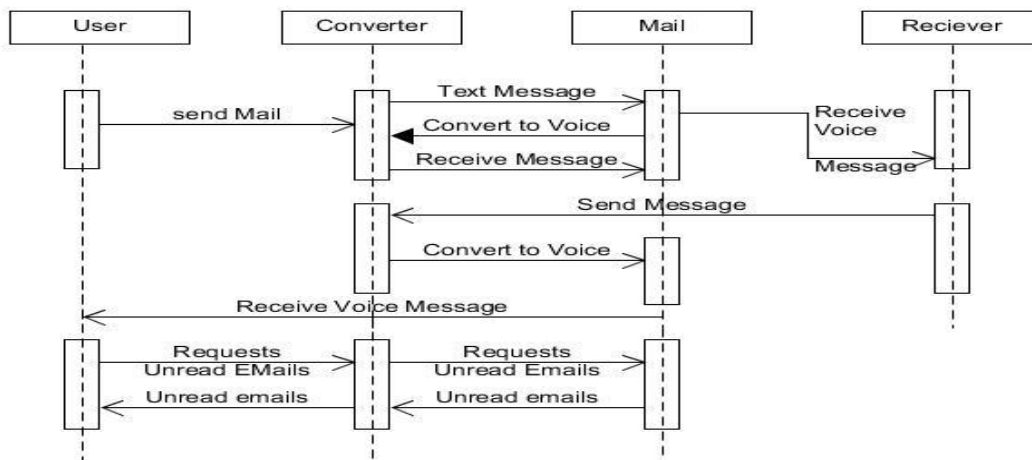 User
Converter
Mail
Reciever
Text Message
send Mail
Convert to Voice
Receive Message
Receive
Voice
Message
Send Message
Convert to Voice
Receive Voice Message
Requests
Unread EMails
Requests
Unread Emails
Unread emails
Unread emails